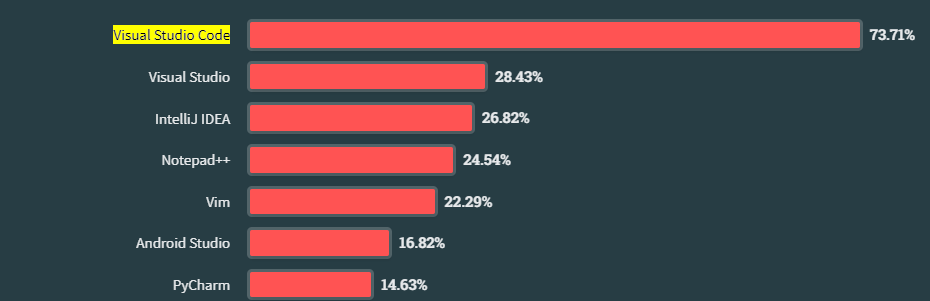 Visual Studio Code 73.71%
Visual Studio 28.43%
IntelliJ IDEA 26.82%
Notepad++ 24.54%
Vim 22.29%
Android Studio 16.82%
PyCharm 14.63%